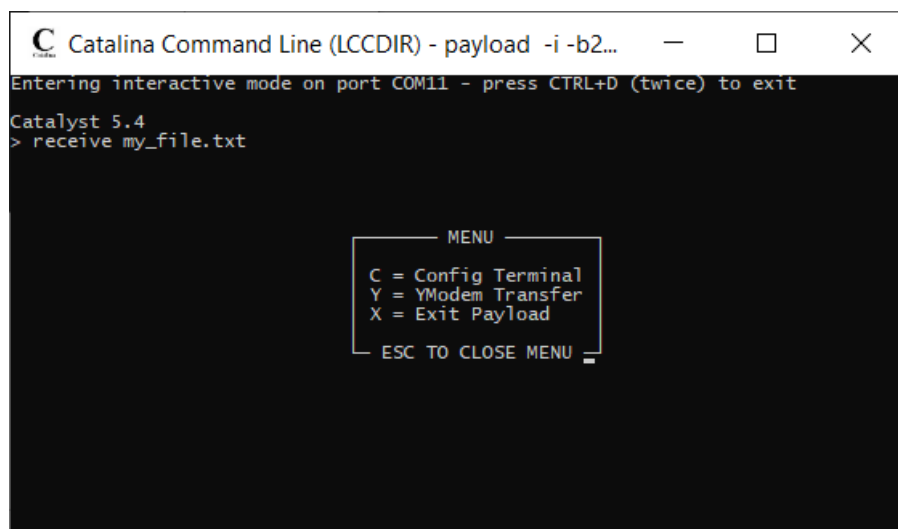 C Catalina Command Line (LCCDIR) - payload -i -b2...
Catalina
Entering interactive mode on port COM11 - press CTRL+D (twice) to exit
Catalyst 5.4
> receive my_file.txt
MENU
C = Config Terminal
Y = YModem Transfer
X = Exit Payload
ESC TO CLOSE MENU